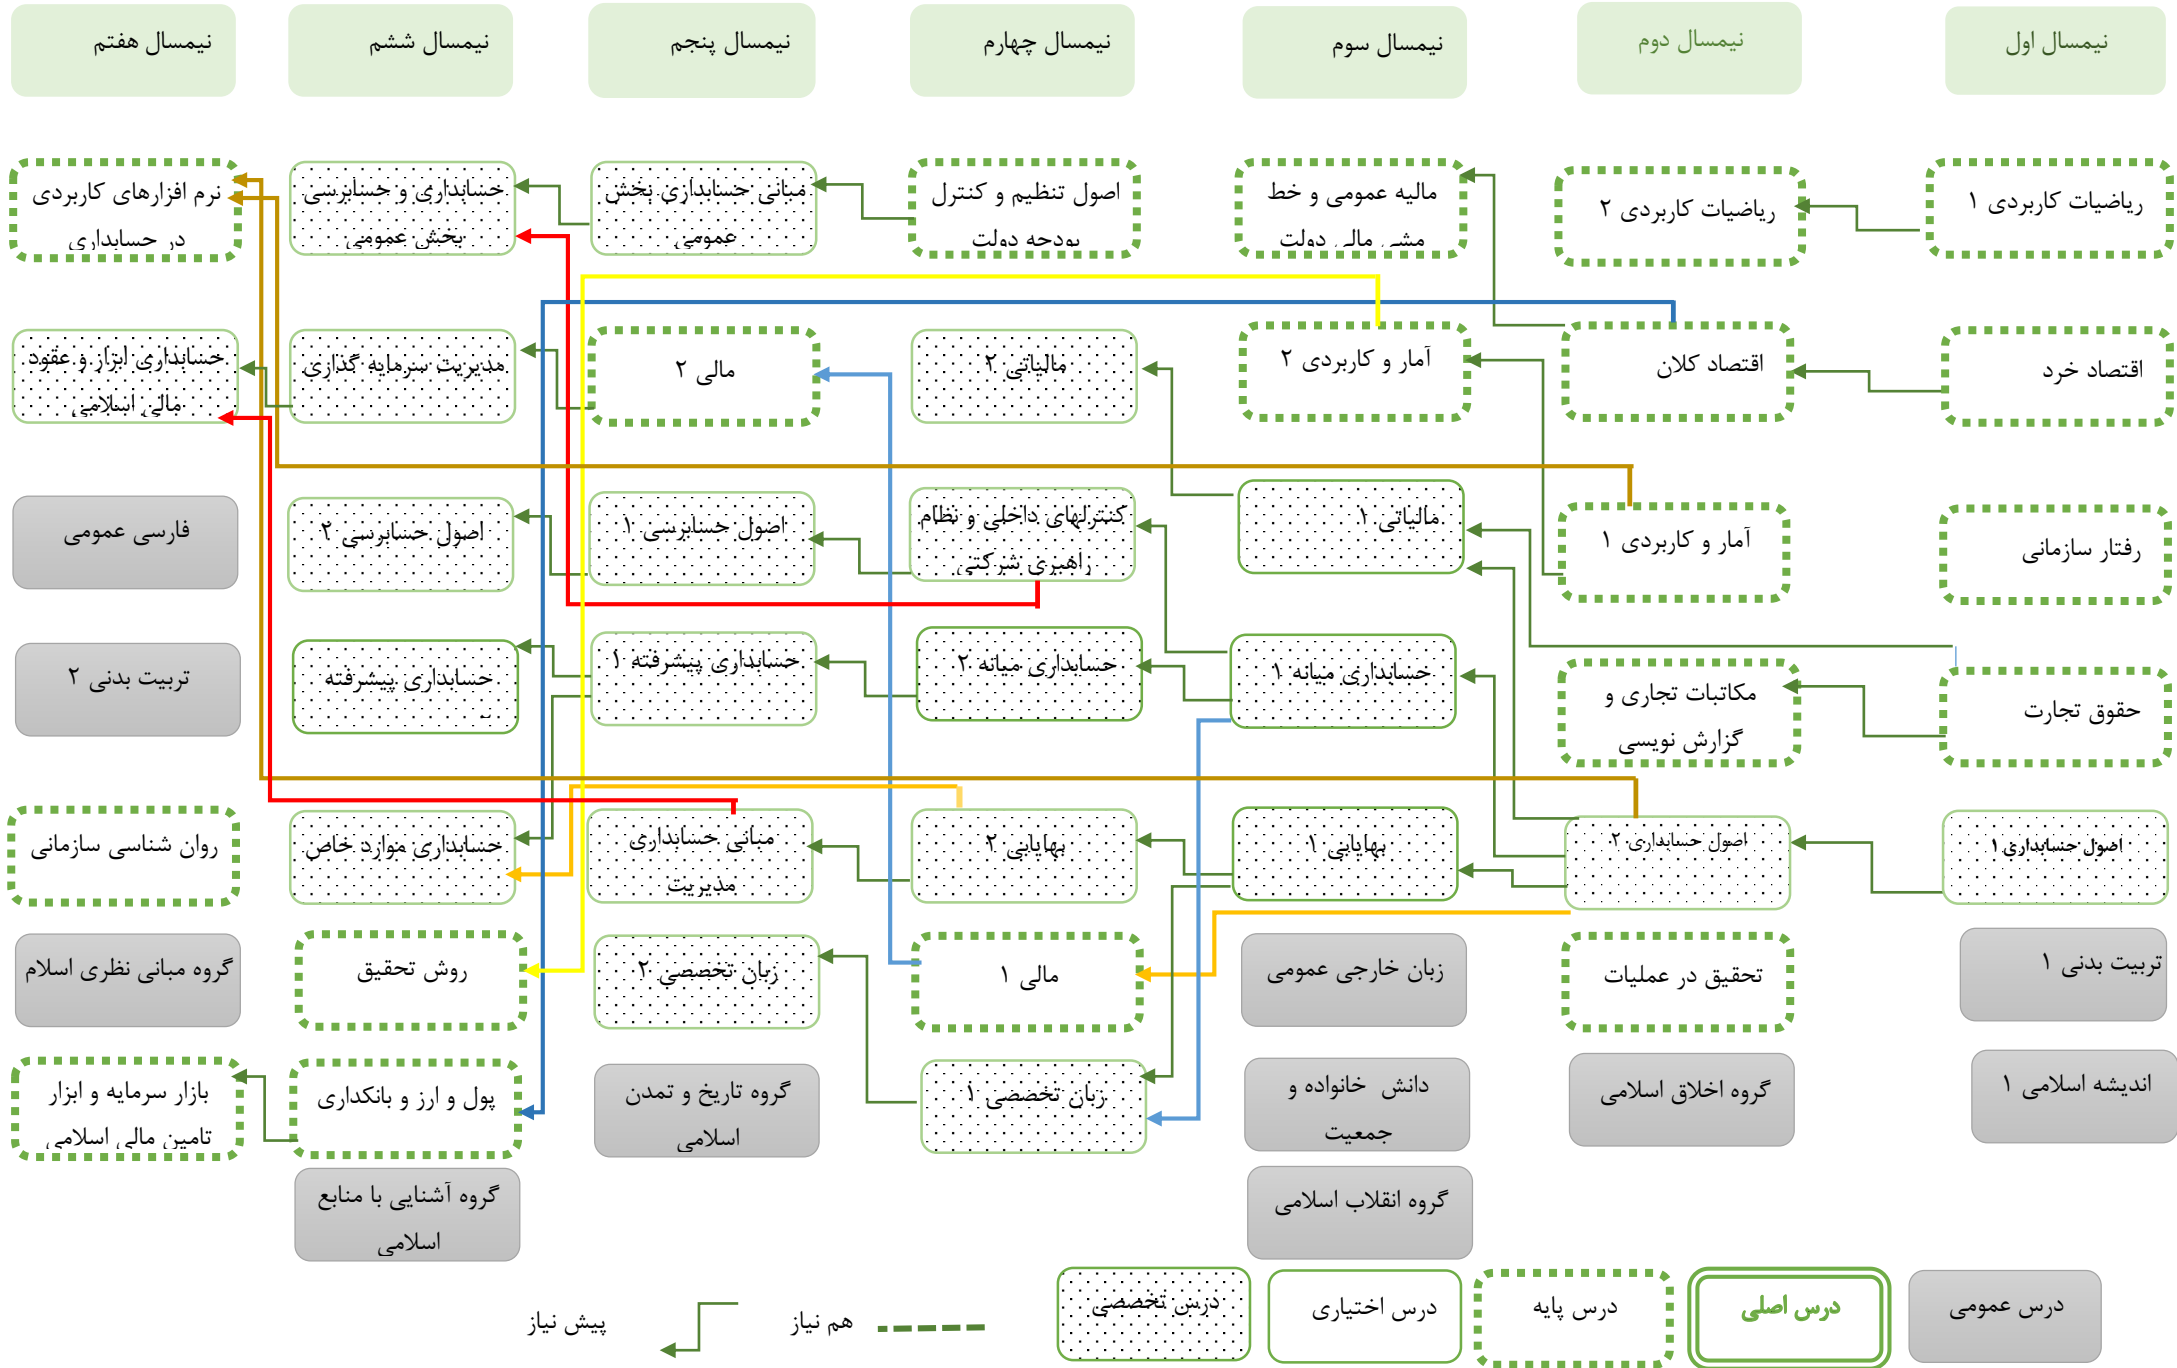 نیمسال اول
نیمسال دوم
نیمسال سوم
نیمسال چهارم
نیمسال پنجم
نیمسال ششم
نیمسال هفتم
ریاضیات کاربردی ۱
ریاضیات کاربردی ۲
مالیه عمومی و خط
مشی مالی دولت
اصول تنظیم و کنترل
بودجه دولت
مبانی حسابداری بخش
عمومی
حسابداری و حسابرسی
بخش عمومی
نرم افزارهای کاربردی
در حسابداری
اقتصاد خرد
اقتصاد کلان
آمار و کاربردی ۲
مالیاتی ۲
مالی ۲
مدیریت سرمایه گذاری
حسابداری ابزار و عقود
مالی اسلامی
رفتار سازمانی
آمار و کاربردی ۱
مالیاتی ۱
کنترلهای داخلی و نظام
راهبری شرکتی
اصول حسابرسی ۱
اصول حسابرسی ۲
فارسی عمومی
حقوق تجارت
مکاتبات تجاری و
گزارش نویسی
حسابداری میانه ۱
حسابداری میانه ۲
حسابداری پیشرفته ۱
حسابداری پیشرفته
تربیت بدنی ۲
اصول حسابداری ۱
اصول حسابداری ۲
بهایابی ۱
بهایابی ۲
مبانی حسابداری
مدیریت
حسابداری موارد خاص
روان شناسی سازمانی
تربیت بدنی ۱
تحقیق در عملیات
زبان خارجی عمومی
مالی ۱
زبان تخصصی ۲
روش تحقیق
گروه مبانی نظری اسلام
اندیشه اسلامی ۱
گروه اخلاق اسلامی
دانش خانواده و
جمعیت
زبان تخصصی ۱
گروه تاریخ و تمدن
اسلامی
پول و ارز و بانکداری
بازار سرمایه و ابزار
تامین مالی اسلامی
گروه انقلاب اسلامی
گروه آشنایی با منابع
اسلامی
درس عمومی
درس اصلی
درس پایه
درس اختیاری
درس تخصصی
هم نیاز
پیش نیاز